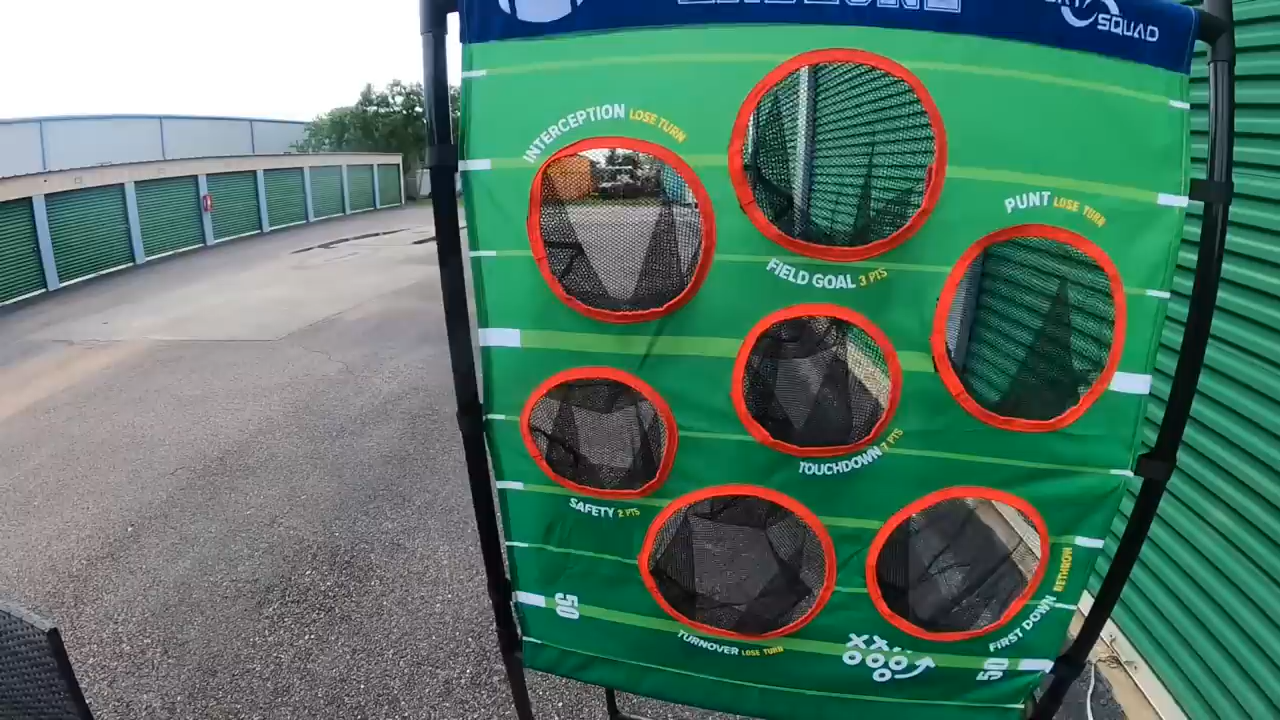 SQUAD
INTERCEPTION LOSE TURN
FIELD GOAL 3 PTS
PUNT LOSE TURN
TOUCHDOWN 7 PTS
SAFETY 2 PTS
TURNOVER LOSE TURN
FIRST DOWN RETHROW
50
50